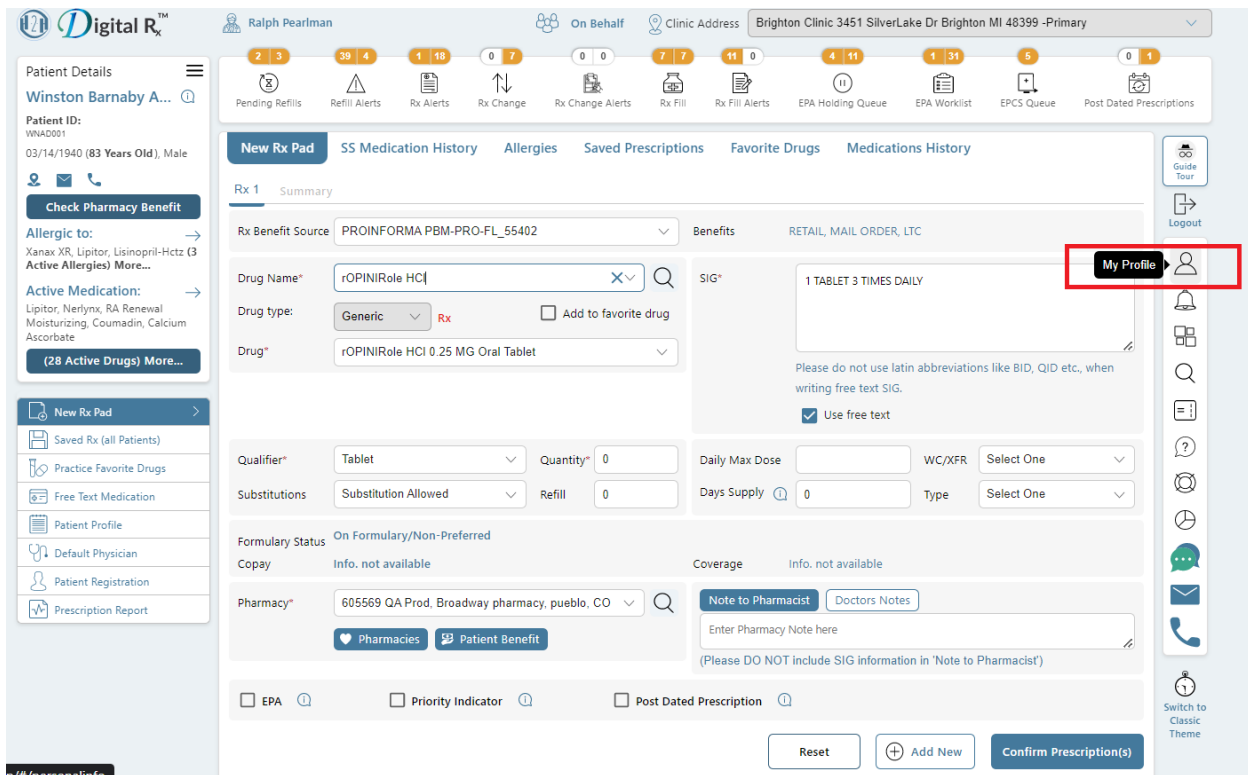 H2H Digital Rx™
Ralph Pearlman
On Behalf
Clinic Address
Brighton Clinic 3451 SilverLake Dr Brighton MI 48399 -Primary
Patient Details
Winston Barnaby A...
Patient ID:
WNAD001
03/14/1940 (83 Years Old), Male
Check Pharmacy Benefit
Allergic to:
Xanax XR, Lipitor, Lisinopril-Hctz (3
Active Allergies) More...
Active Medication:
Lipitor, Nerlynx, RA Renewal
Moisturizing, Coumadin, Calcium
Ascorbate
(28 Active Drugs) More...
New Rx Pad
Saved Rx (all Patients)
Practice Favorite Drugs
Free Text Medication
Patient Profile
Default Physician
Patient Registration
Prescription Report
2 3
Pending Refills
39 4
Refill Alerts
1 18
Rx Alerts
0 7
Rx Change
0 0
Rx Change Alerts
7 7
Rx Fill
11 0
Rx Fill Alerts
4 11
EPA Holding Queue
1 31
EPA Worklist
5
EPCS Queue
0 1
Post Dated Prescriptions
New Rx Pad
SS Medication History
Allergies
Saved Prescriptions
Favorite Drugs
Medications History
Rx 1
Summary
Rx Benefit Source
PROINFORMA PBM-PRO-FL_55402
Benefits
RETAIL, MAIL ORDER, LTC
Drug Name*
rOPINIRole HCl
Drug type:
Generic
Rx
Add to favorite drug
Drug*
rOPINIRole HCl 0.25 MG Oral Tablet
SIG*
1 TABLET 3 TIMES DAILY
Please do not use latin abbreviations like BID, QID etc., when
writing free text SIG.
Use free text
Qualifier*
Tablet
Quantity*
0
Substitutions
Substitution Allowed
Refill
0
Daily Max Dose
WC/XFR
Select One
Days Supply
0
Type
Select One
Formulary Status
On Formulary/Non-Preferred
Copay
Info. not available
Coverage
Info. not available
Pharmacy*
605569 QA Prod, Broadway pharmacy, pueblo, CO
Pharmacies
Patient Benefit
Note to Pharmacist
Doctors Notes
Enter Pharmacy Note here
(Please DO NOT include SIG information in 'Note to Pharmacist')
EPA
Priority Indicator
Post Dated Prescription
Reset
Add New
Confirm Prescription(s)
Guide
Tour
Logout
My Profile
Switch to
Classic
Theme